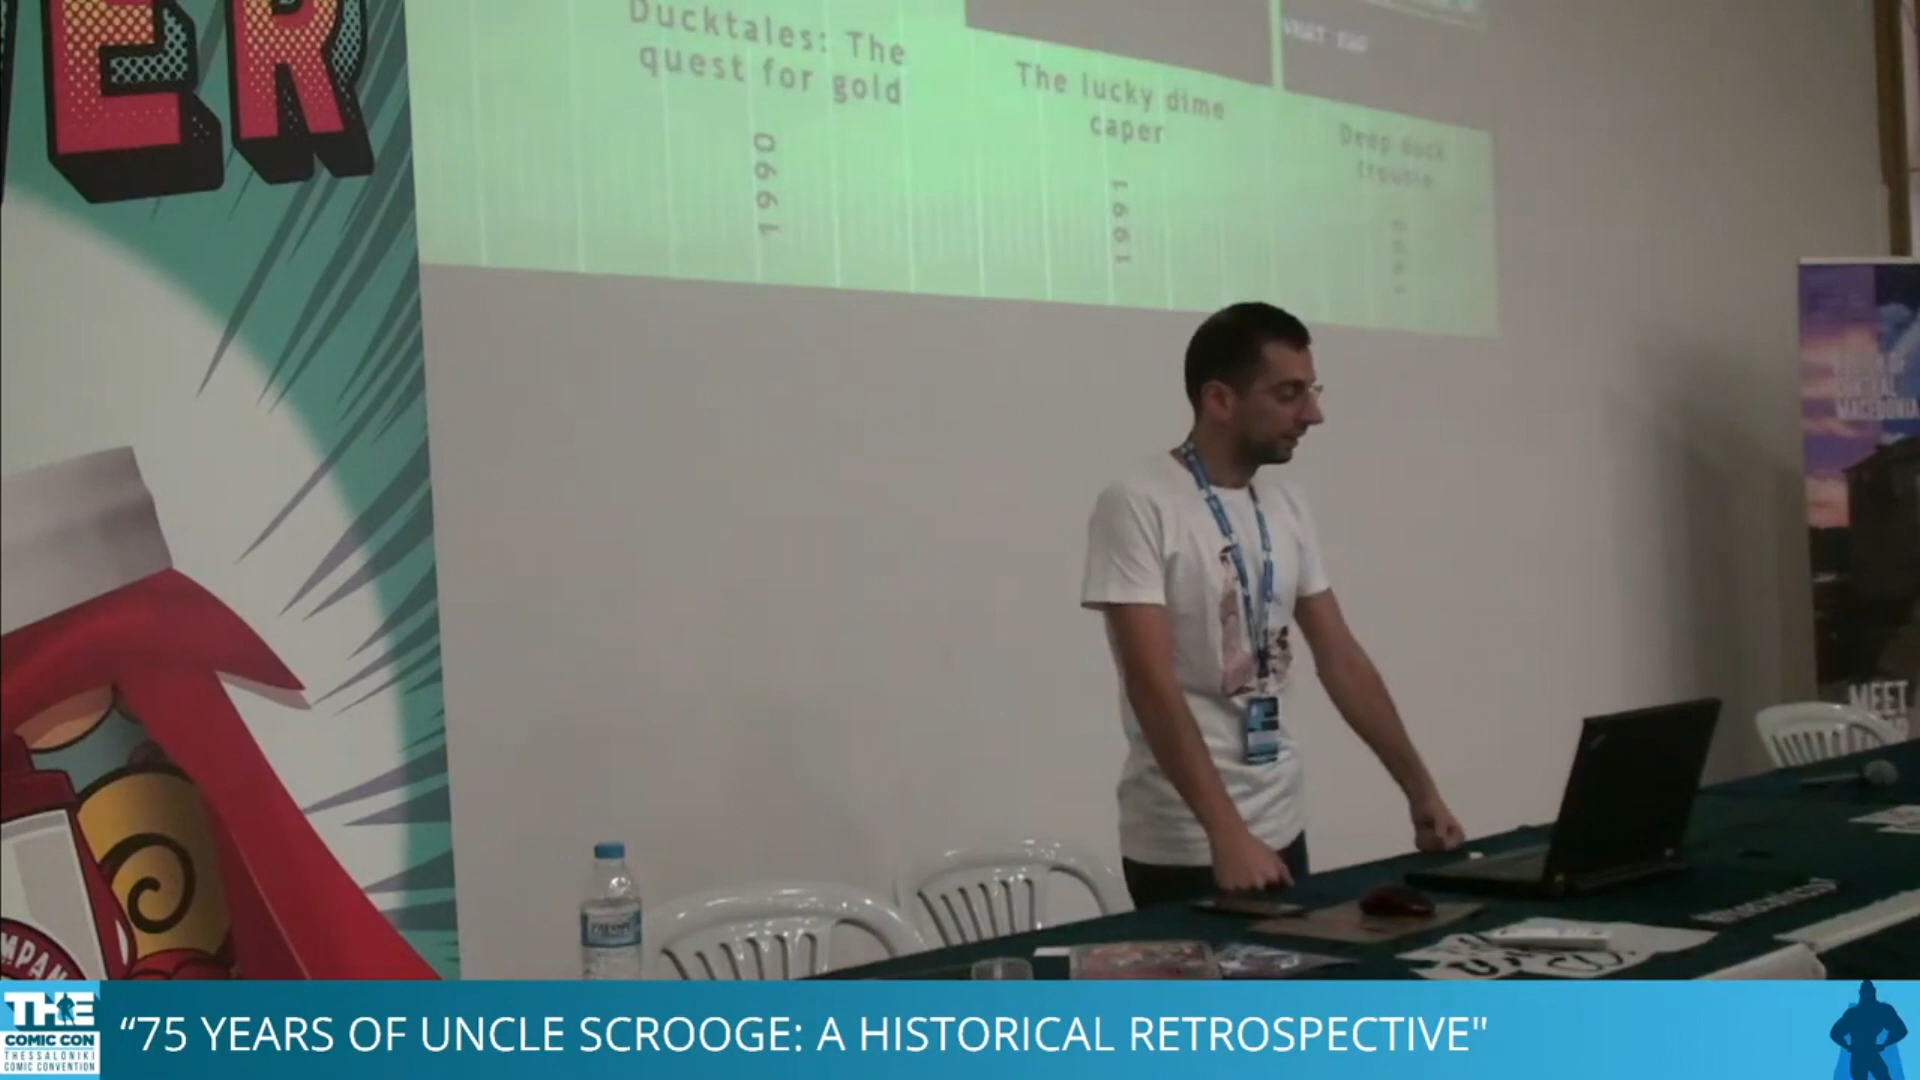 ER
Ducktales: The
quest for gold
1990
The lucky dime
caper
1991
Deep duck
trouble
MACEDONIA
MEET
MPAN
THE
COMIC CON
THESSALONIKI
COMIC CONVENTION
“75 YEARS OF UNCLE SCROOGE: A HISTORICAL RETROSPECTIVE"